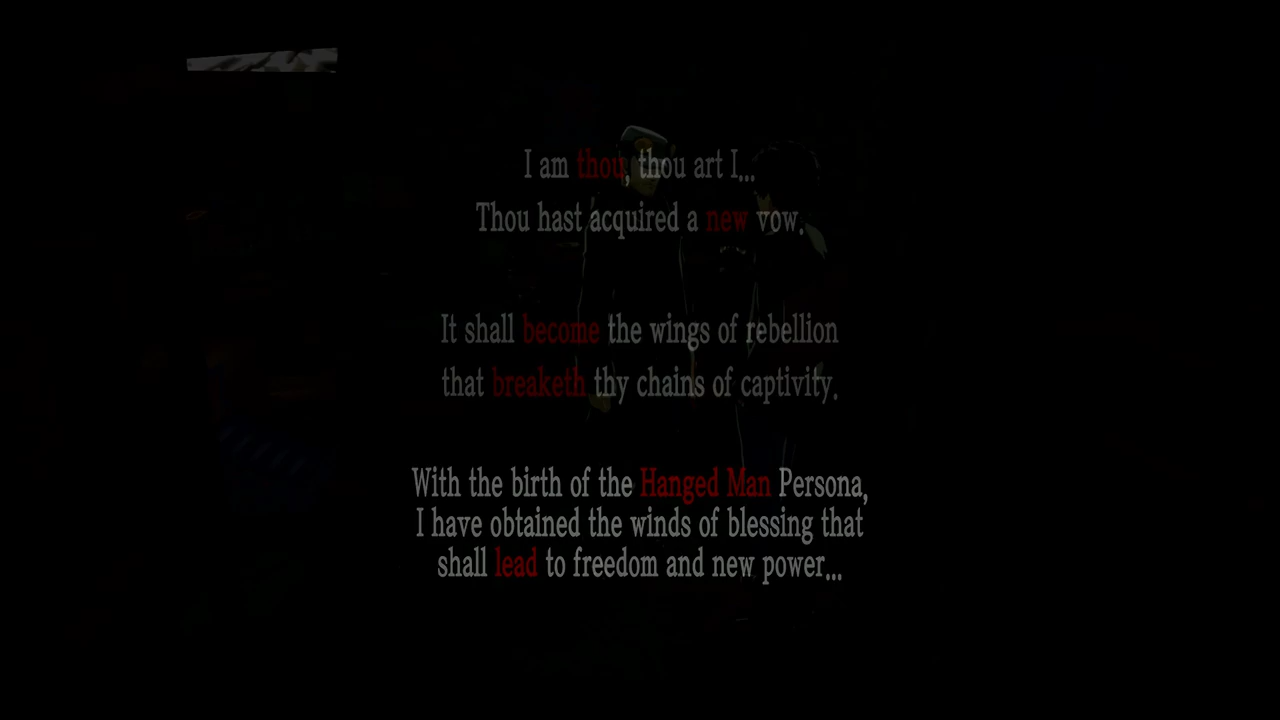 I am thou, thou art I...
Thou hast acquired a new vow.
It shall become the wings of rebellion
that breaketh thy chains of captivity.
With the birth of the Hanged Man Persona,
I have obtained the winds of blessing that
shall lead to freedom and new power...